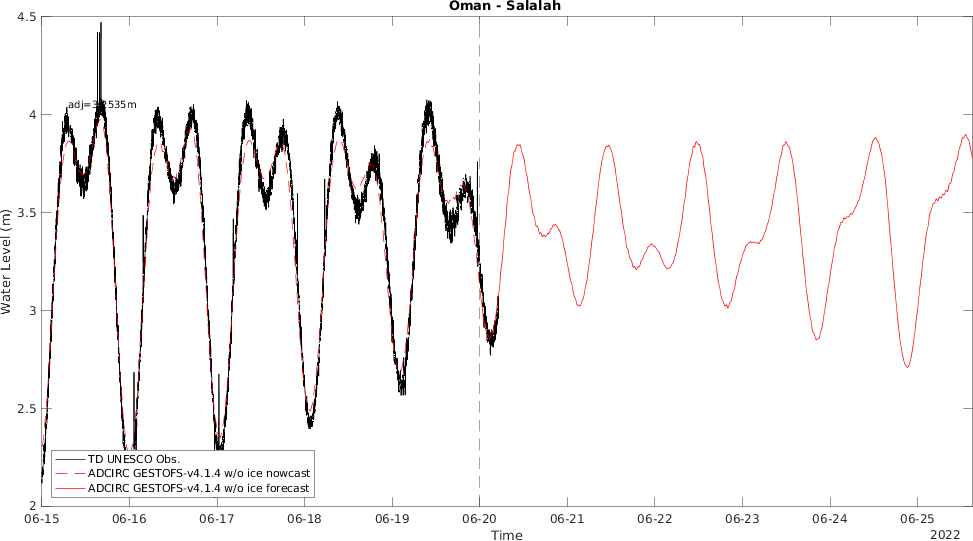 Oman - Salalah
4.5
4
3.5
3
2.5
2
Water Level (m)
adj=3.2535m
TD UNESCO Obs.
ADCIRC GESTOFS-v4.1.4 w/o ice nowcast
ADCIRC GESTOFS-v4.1.4 w/o ice forecast
06-15 06-16 06-17 06-18 06-19 06-20 06-21 06-22 06-23 06-24 06-25
Time
2022